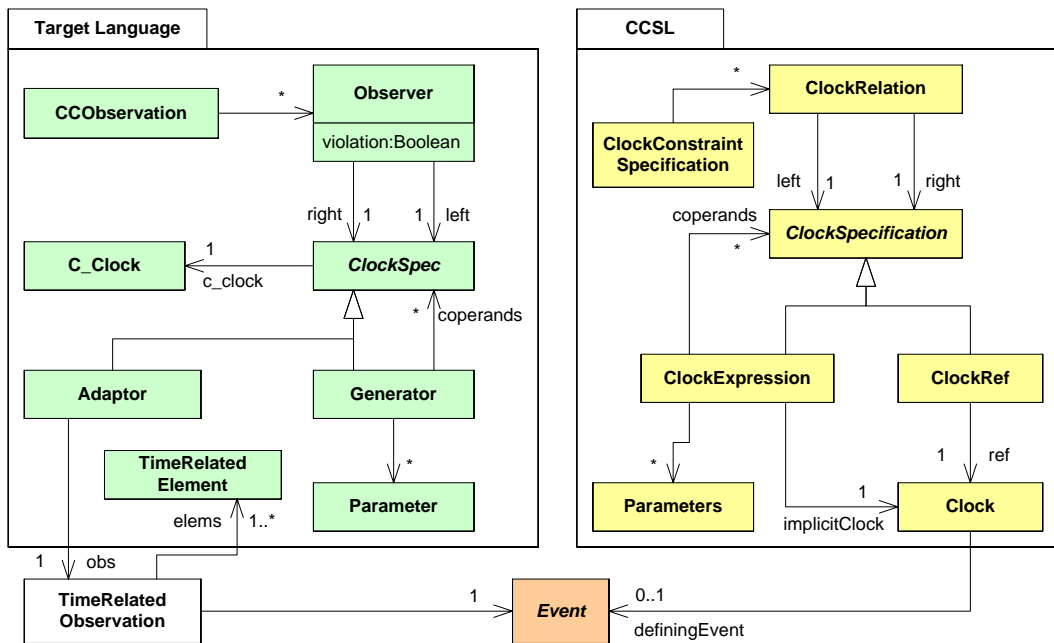 Target Language
CCObservation
*
Observer
violation:Boolean
right
1
1
left
C_Clock
1
c_clock
ClockSpec
*
coperands
Adaptor
Generator
TimeRelated
Element
elems
1..*
*
Parameter
1
obs
TimeRelated
Observation
1
Event
0..1
definingEvent
CCSL
*
ClockRelation
ClockConstraint
Specification
left
1
1
right
coperands
*
ClockSpecification
ClockExpression
ClockRef
*
1
ref
Parameters
1
implicitClock
Clock